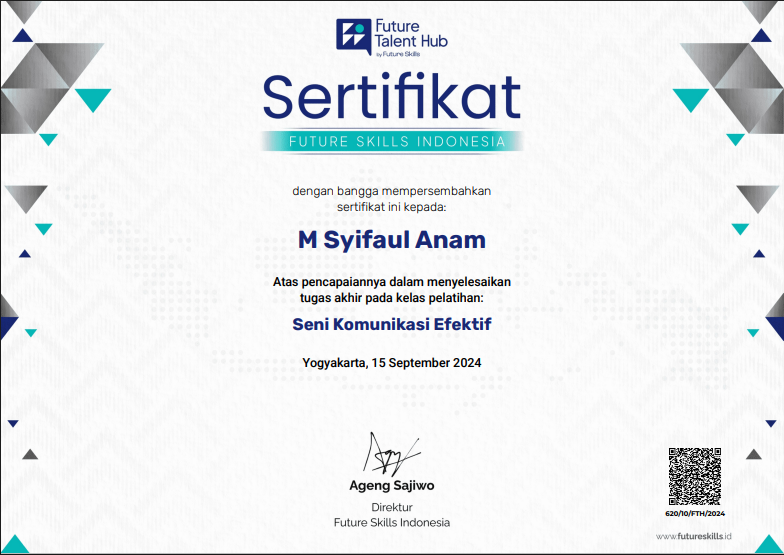 Future
Talent Hub
by Future Skills
Sertifikat
FUTURE SKILLS INDONESIA
dengan bangga mempersembahkan
sertifikat ini kepada:
M Syifaul Anam
Atas pencapaiannya dalam menyelesaikan
tugas akhir pada kelas pelatihan:
Seni Komunikasi Efektif
Yogyakarta, 15 September 2024
Ageng Sajiwo
Direktur
Future Skills Indonesia
620/10/FTH/2024
www.futureskills.id